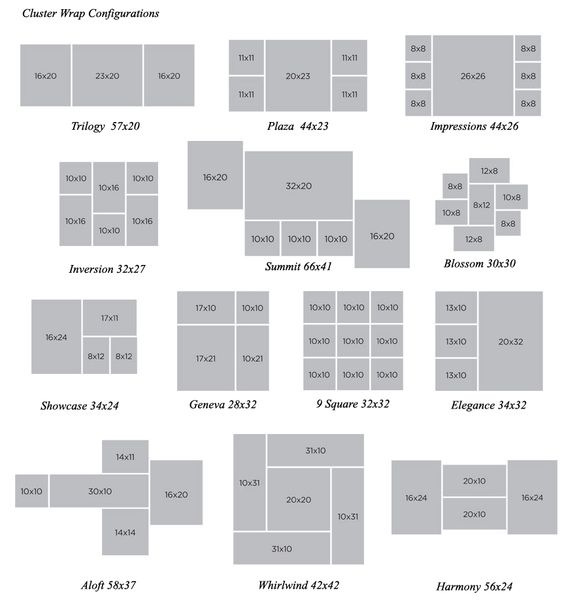 Cluster Wrap Configurations
16x20 23x20 16x20
Trilogy 57x20
11x11 11x11
20x23
11x11 11x11
Plaza 44x23
8x8 8x8
8x8 26x26 8x8
8x8 8x8
Impressions 44x26
10x10 10x16 10x10
10x16 10x10 10x16
Inversion 32x27
16x20
32x20
10x10 10x10 10x10
16x20
Summit 66x41
12x8
8x8 10x8
8x12
10x8 8x8
12x8
Blossom 30x30
16x24 17x11
8x12 8x12
Showcase 34x24
17x10 10x10
17x21 10x21
Geneva 28x32
10x10 10x10 10x10
10x10 10x10 10x10
10x10 10x10 10x10
9 Square 32x32
13x10
13x10 20x32
13x10
Elegance 34x32
14x11
10x10 30x10 16x20
14x14
Aloft 58x37
31x10
10x31 20x20 10x31
31x10
Whirlwind 42x42
20x10
16x24 16x24
20x10
Harmony 56x24